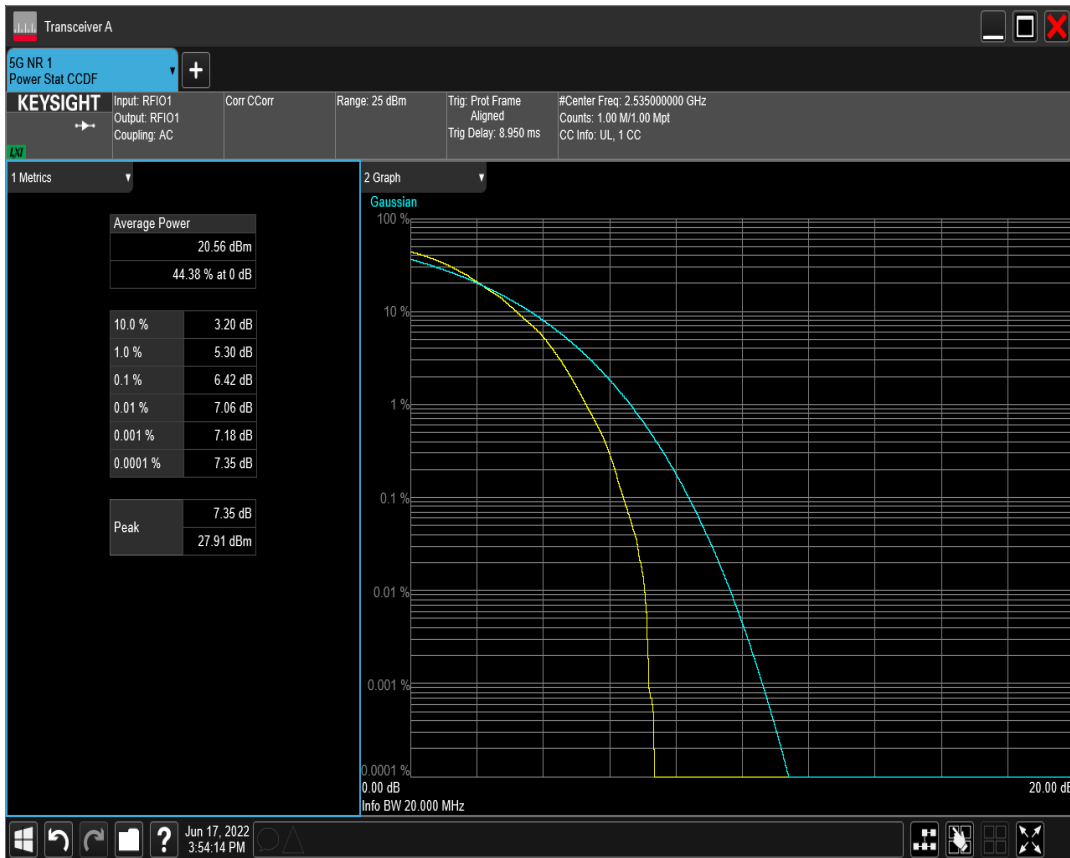 Transceiver A
5G NR 1
Power Stat CCDF
+
KEYSIGHT
LXI
Input: RFIO1
Output: RFIO1
Coupling: AC
Corr CCorr
Range: 25 dBm
Trig: Prot Frame
Aligned
Trig Delay: 8.950 ms
#Center Freq: 2.535000000 GHz
Counts: 1.00 M/1.00 Mpt
CC Info: UL, 1 CC
1 Metrics
Average Power
20.56 dBm
44.38 % at 0 dB
10.0 % 3.20 dB
1.0 % 5.30 dB
0.1 % 6.42 dB
0.01 % 7.06 dB
0.001 % 7.18 dB
0.0001 % 7.35 dB
Peak
7.35 dB
27.91 dBm
2 Graph
Gaussian
100 %
10 %
1 %
0.1 %
0.01 %
0.001 %
0.0001 %
0.00 dB
20.00 dB
Info BW 20.000 MHz
?
Jun 17, 2022
3:54:14 PM